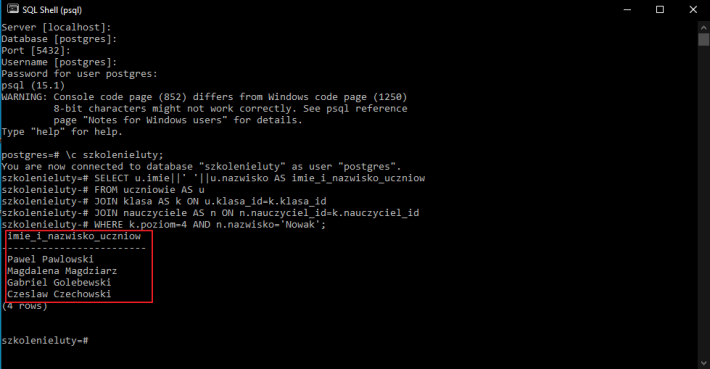 SQL Shell (psql)
Server [localhost]:
Database [postgres]:
Port [5432]:
Username [postgres]:
Password for user postgres:
psql (15.1)
WARNING: Console code page (852) differs from Windows code page (1250)
         8-bit characters might not work correctly. See psql reference
         page "Notes for Windows users" for details.
Type "help" for help.

postgres=# \c szkolenieluty;
You are now connected to database "szkolenieluty" as user "postgres".
szkolenieluty=# SELECT u.imie||' '||u.nazwisko AS imie_i_nazwisko_uczniow
szkolenieluty-# FROM uczniowie AS u
szkolenieluty-# JOIN klasa AS k ON u.klasa_id=k.klasa_id
szkolenieluty-# JOIN nauczyciele AS n ON n.nauczyciel_id=k.nauczyciel_id
szkolenieluty-# WHERE k.poziom=4 AND n.nazwisko='Nowak';
 imie_i_nazwisko_uczniow
-------------------------
 Pawel Pawlowski
 Magdalena Magdziarz
 Gabriel Golebewski
 Czeslaw Czechowski
(4 rows)

szkolenieluty=#